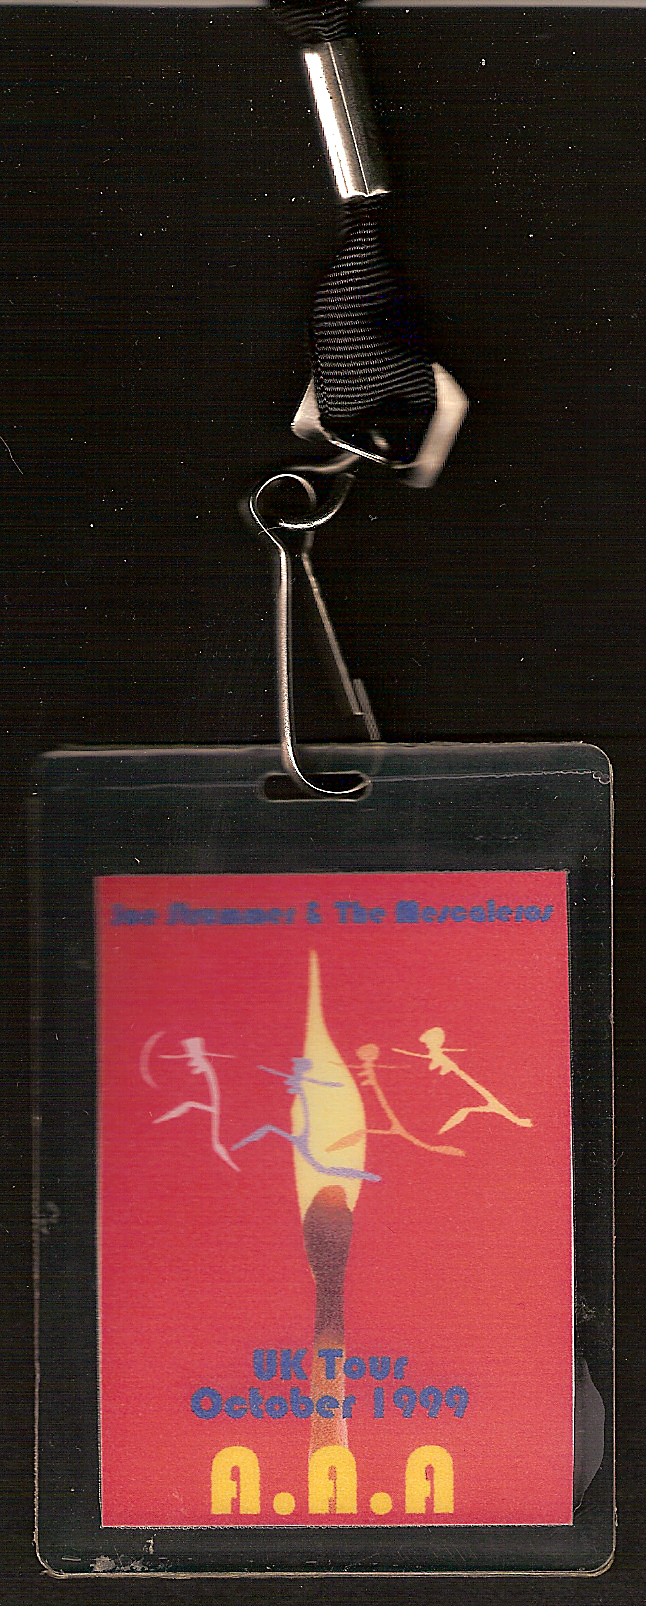 Joe Strummer & The Mescaleros
UK Tour
October 1999
A.A.A